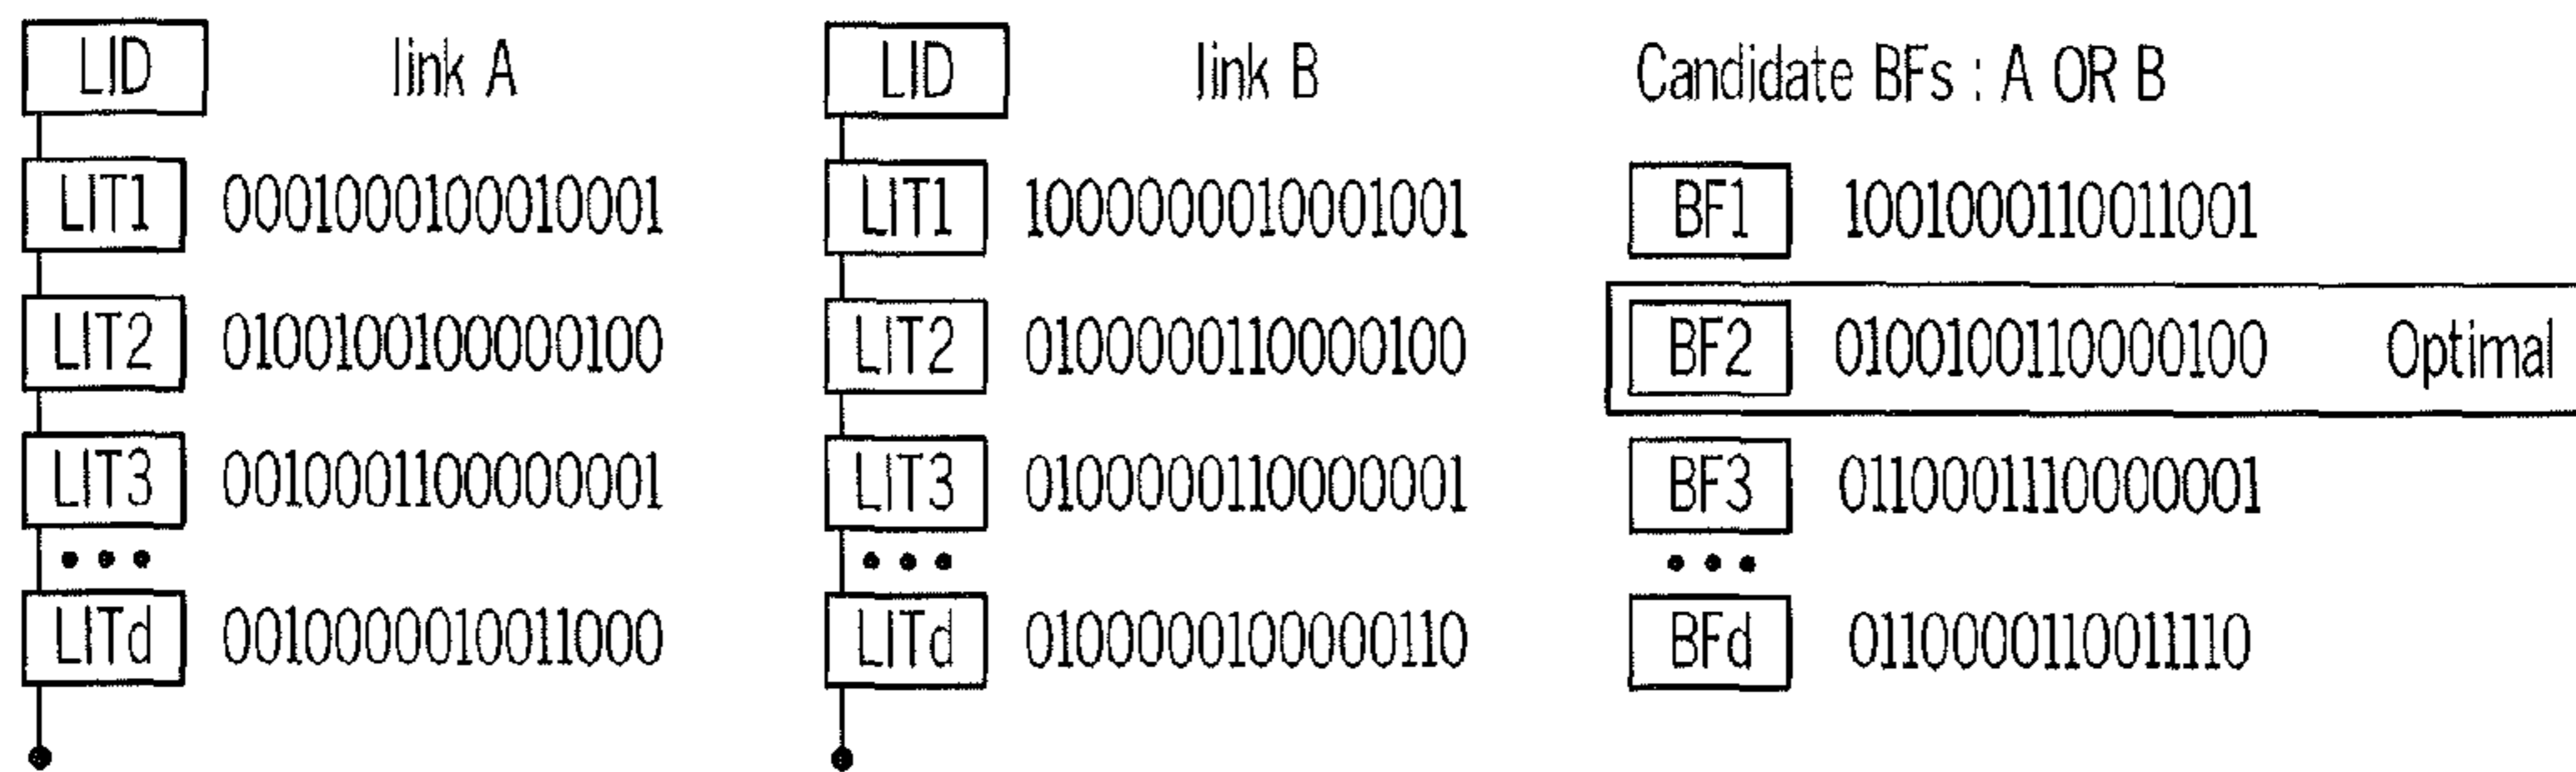 LID link A LID link B Candidate BFs : A OR B
LIT1 0001000100010001 LIT1 1000000010001001 BF1 1001000110011001
LIT2 0100100100000100 LIT2 0100000110000100 BF2 0100100110000100 Optimal
LIT3 0010001100000001 LIT3 0100000110000001 BF3 0110001110000001
••• ••• •••
LITd 0010000010011000 LITd 0100000100000110 BFd 0110000110011110